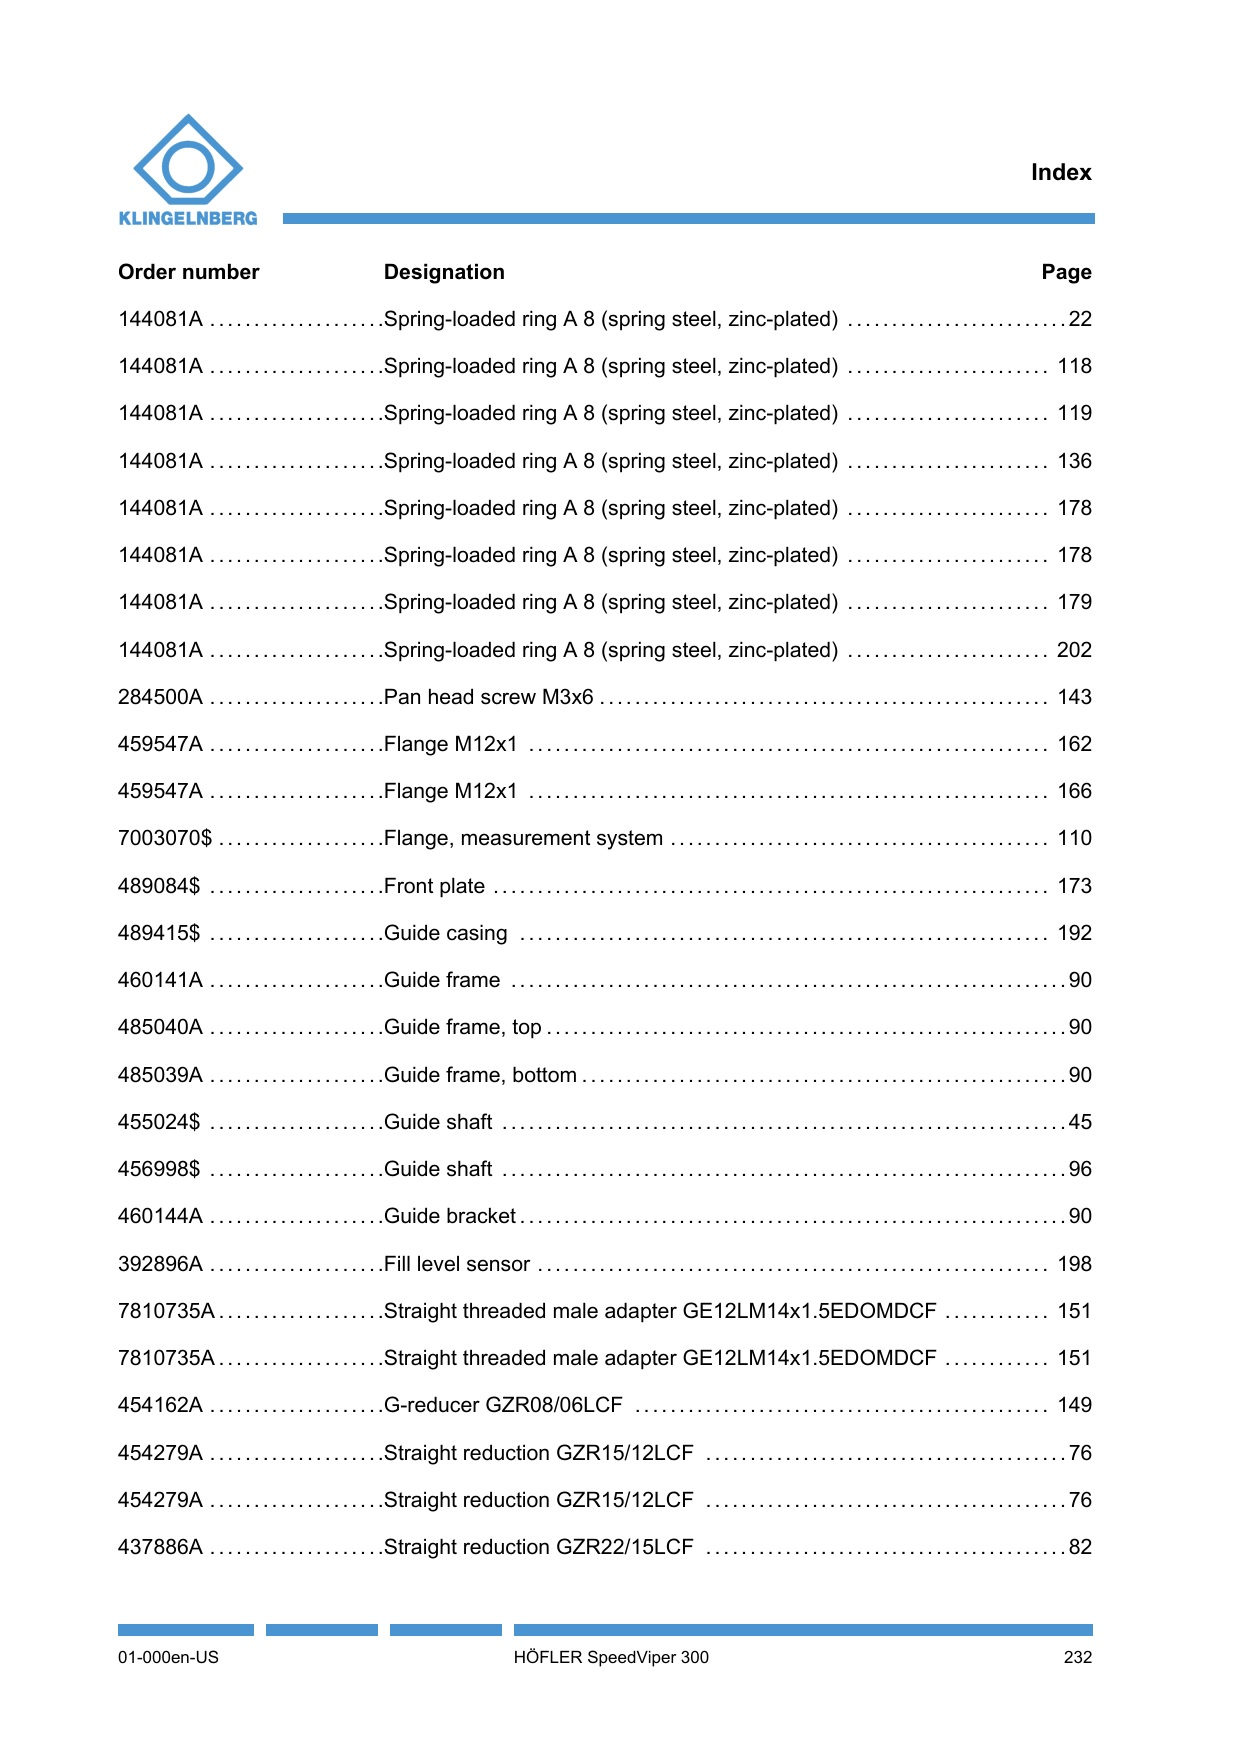 KLINGELNBERG
Index
Order number Designation Page
144081A ....................Spring-loaded ring A 8 (spring steel, zinc-plated) .........................22
144081A ....................Spring-loaded ring A 8 (spring steel, zinc-plated) ....................... 118
144081A ....................Spring-loaded ring A 8 (spring steel, zinc-plated) ....................... 119
144081A ....................Spring-loaded ring A 8 (spring steel, zinc-plated) ....................... 136
144081A ....................Spring-loaded ring A 8 (spring steel, zinc-plated) ....................... 178
144081A ....................Spring-loaded ring A 8 (spring steel, zinc-plated) ....................... 178
144081A ....................Spring-loaded ring A 8 (spring steel, zinc-plated) ....................... 179
144081A ....................Spring-loaded ring A 8 (spring steel, zinc-plated) ....................... 202
284500A ....................Pan head screw M3x6 ................................................... 143
459547A ....................Flange M12x1 ........................................................... 162
459547A ....................Flange M12x1 ........................................................... 166
7003070$ ...................Flange, measurement system ........................................... 110
489084$ ....................Front plate ............................................................... 173
489415$ ....................Guide casing ............................................................ 192
460141A ....................Guide frame ...............................................................90
485040A ....................Guide frame, top ...........................................................90
485039A ....................Guide frame, bottom .......................................................90
455024$ ....................Guide shaft ................................................................45
456998$ ....................Guide shaft ................................................................96
460144A ....................Guide bracket ..............................................................90
392896A ....................Fill level sensor .......................................................... 198
7810735A ...................Straight threaded male adapter GE12LM14x1.5EDOMDCF ............ 151
7810735A ...................Straight threaded male adapter GE12LM14x1.5EDOMDCF ............ 151
454162A ....................G-reducer GZR08/06LCF ............................................... 149
454279A ....................Straight reduction GZR15/12LCF .........................................76
454279A ....................Straight reduction GZR15/12LCF .........................................76
437886A ....................Straight reduction GZR22/15LCF .........................................82
01-000en-US HÖFLER SpeedViper 300 232